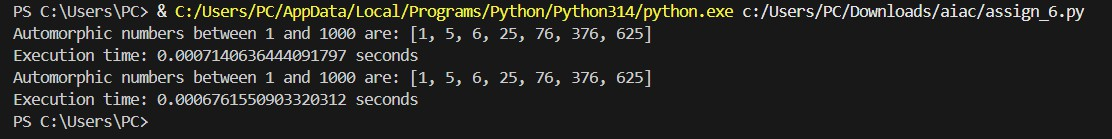 PS C:\Users\PC> & C:/Users/PC/AppData/Local/Programs/Python/Python314/python.exe c:/Users/PC/Downloads/aiac/assign_6.py
Automorphic numbers between 1 and 1000 are: [1, 5, 6, 25, 76, 376, 625]
Execution time: 0.0007140636444091797 seconds
Automorphic numbers between 1 and 1000 are: [1, 5, 6, 25, 76, 376, 625]
Execution time: 0.0006761550903320312 seconds
PS C:\Users\PC>